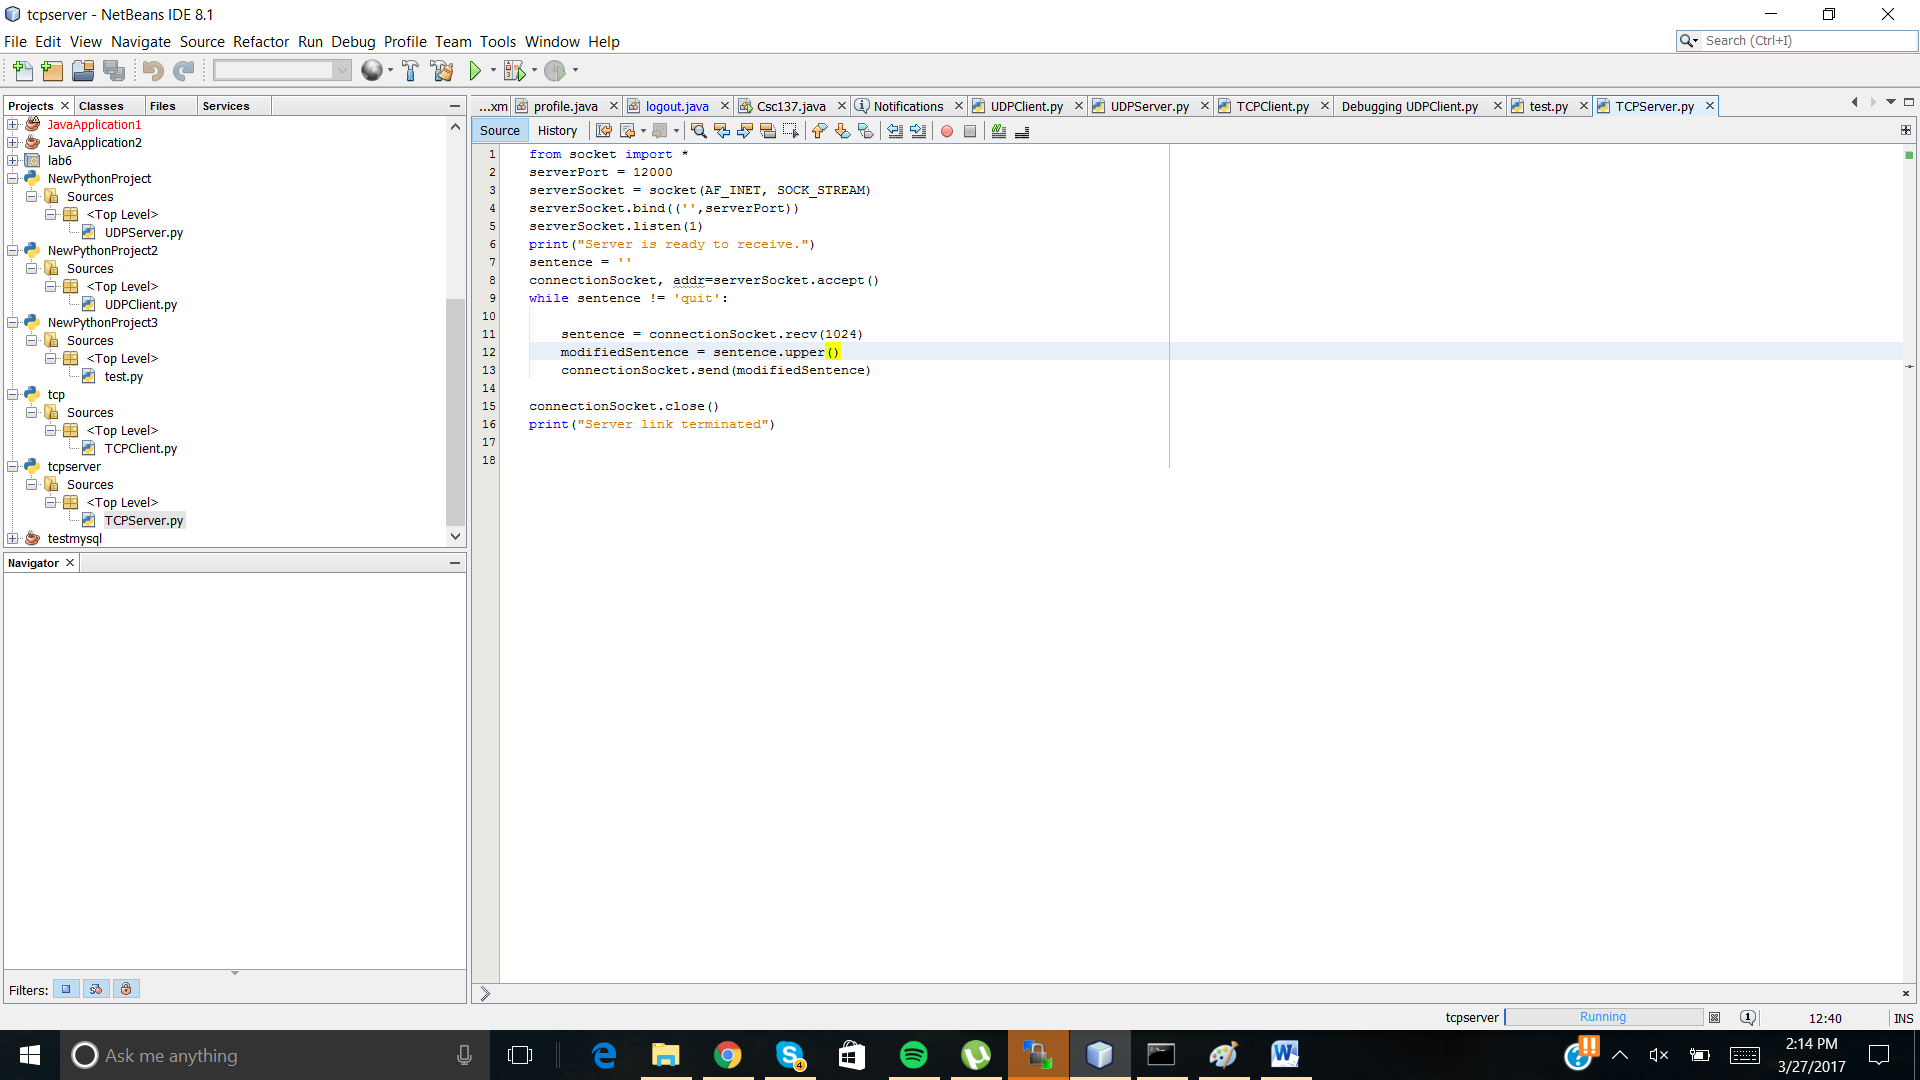 tcpserver - NetBeans IDE 8.1
File Edit View Navigate Source Refactor Run Debug Profile Team Tools Window Help
Search (Ctrl+I)
Projects Classes Files Services
JavaApplication1
JavaApplication2
lab6
NewPythonProject
Sources
<Top Level>
UDPServer.py
NewPythonProject2
Sources
<Top Level>
UDPClient.py
NewPythonProject3
Sources
<Top Level>
test.py
tcp
Sources
<Top Level>
TCPClient.py
tcpserver
Sources
<Top Level>
TCPServer.py
testmysql
Navigator
Filters:
...xm profile.java logout.java Csc137.java Notifications UDPClient.py UDPServer.py TCPClient.py Debugging UDPClient.py test.py TCPServer.py
Source History
1 from socket import *
2 serverPort = 12000
3 serverSocket = socket(AF_INET, SOCK_STREAM)
4 serverSocket.bind(('',serverPort))
5 serverSocket.listen(1)
6 print("Server is ready to receive.")
7 sentence = ''
8 connectionSocket, addr=serverSocket.accept()
9 while sentence != 'quit':
10
11 sentence = connectionSocket.recv(1024)
12 modifiedSentence = sentence.upper()
13 connectionSocket.send(modifiedSentence)
14
15 connectionSocket.close()
16 print("Server link terminated")
17
18
tcpserver Running 12:40 INS
Ask me anything
4
2:14 PM
3/27/2017